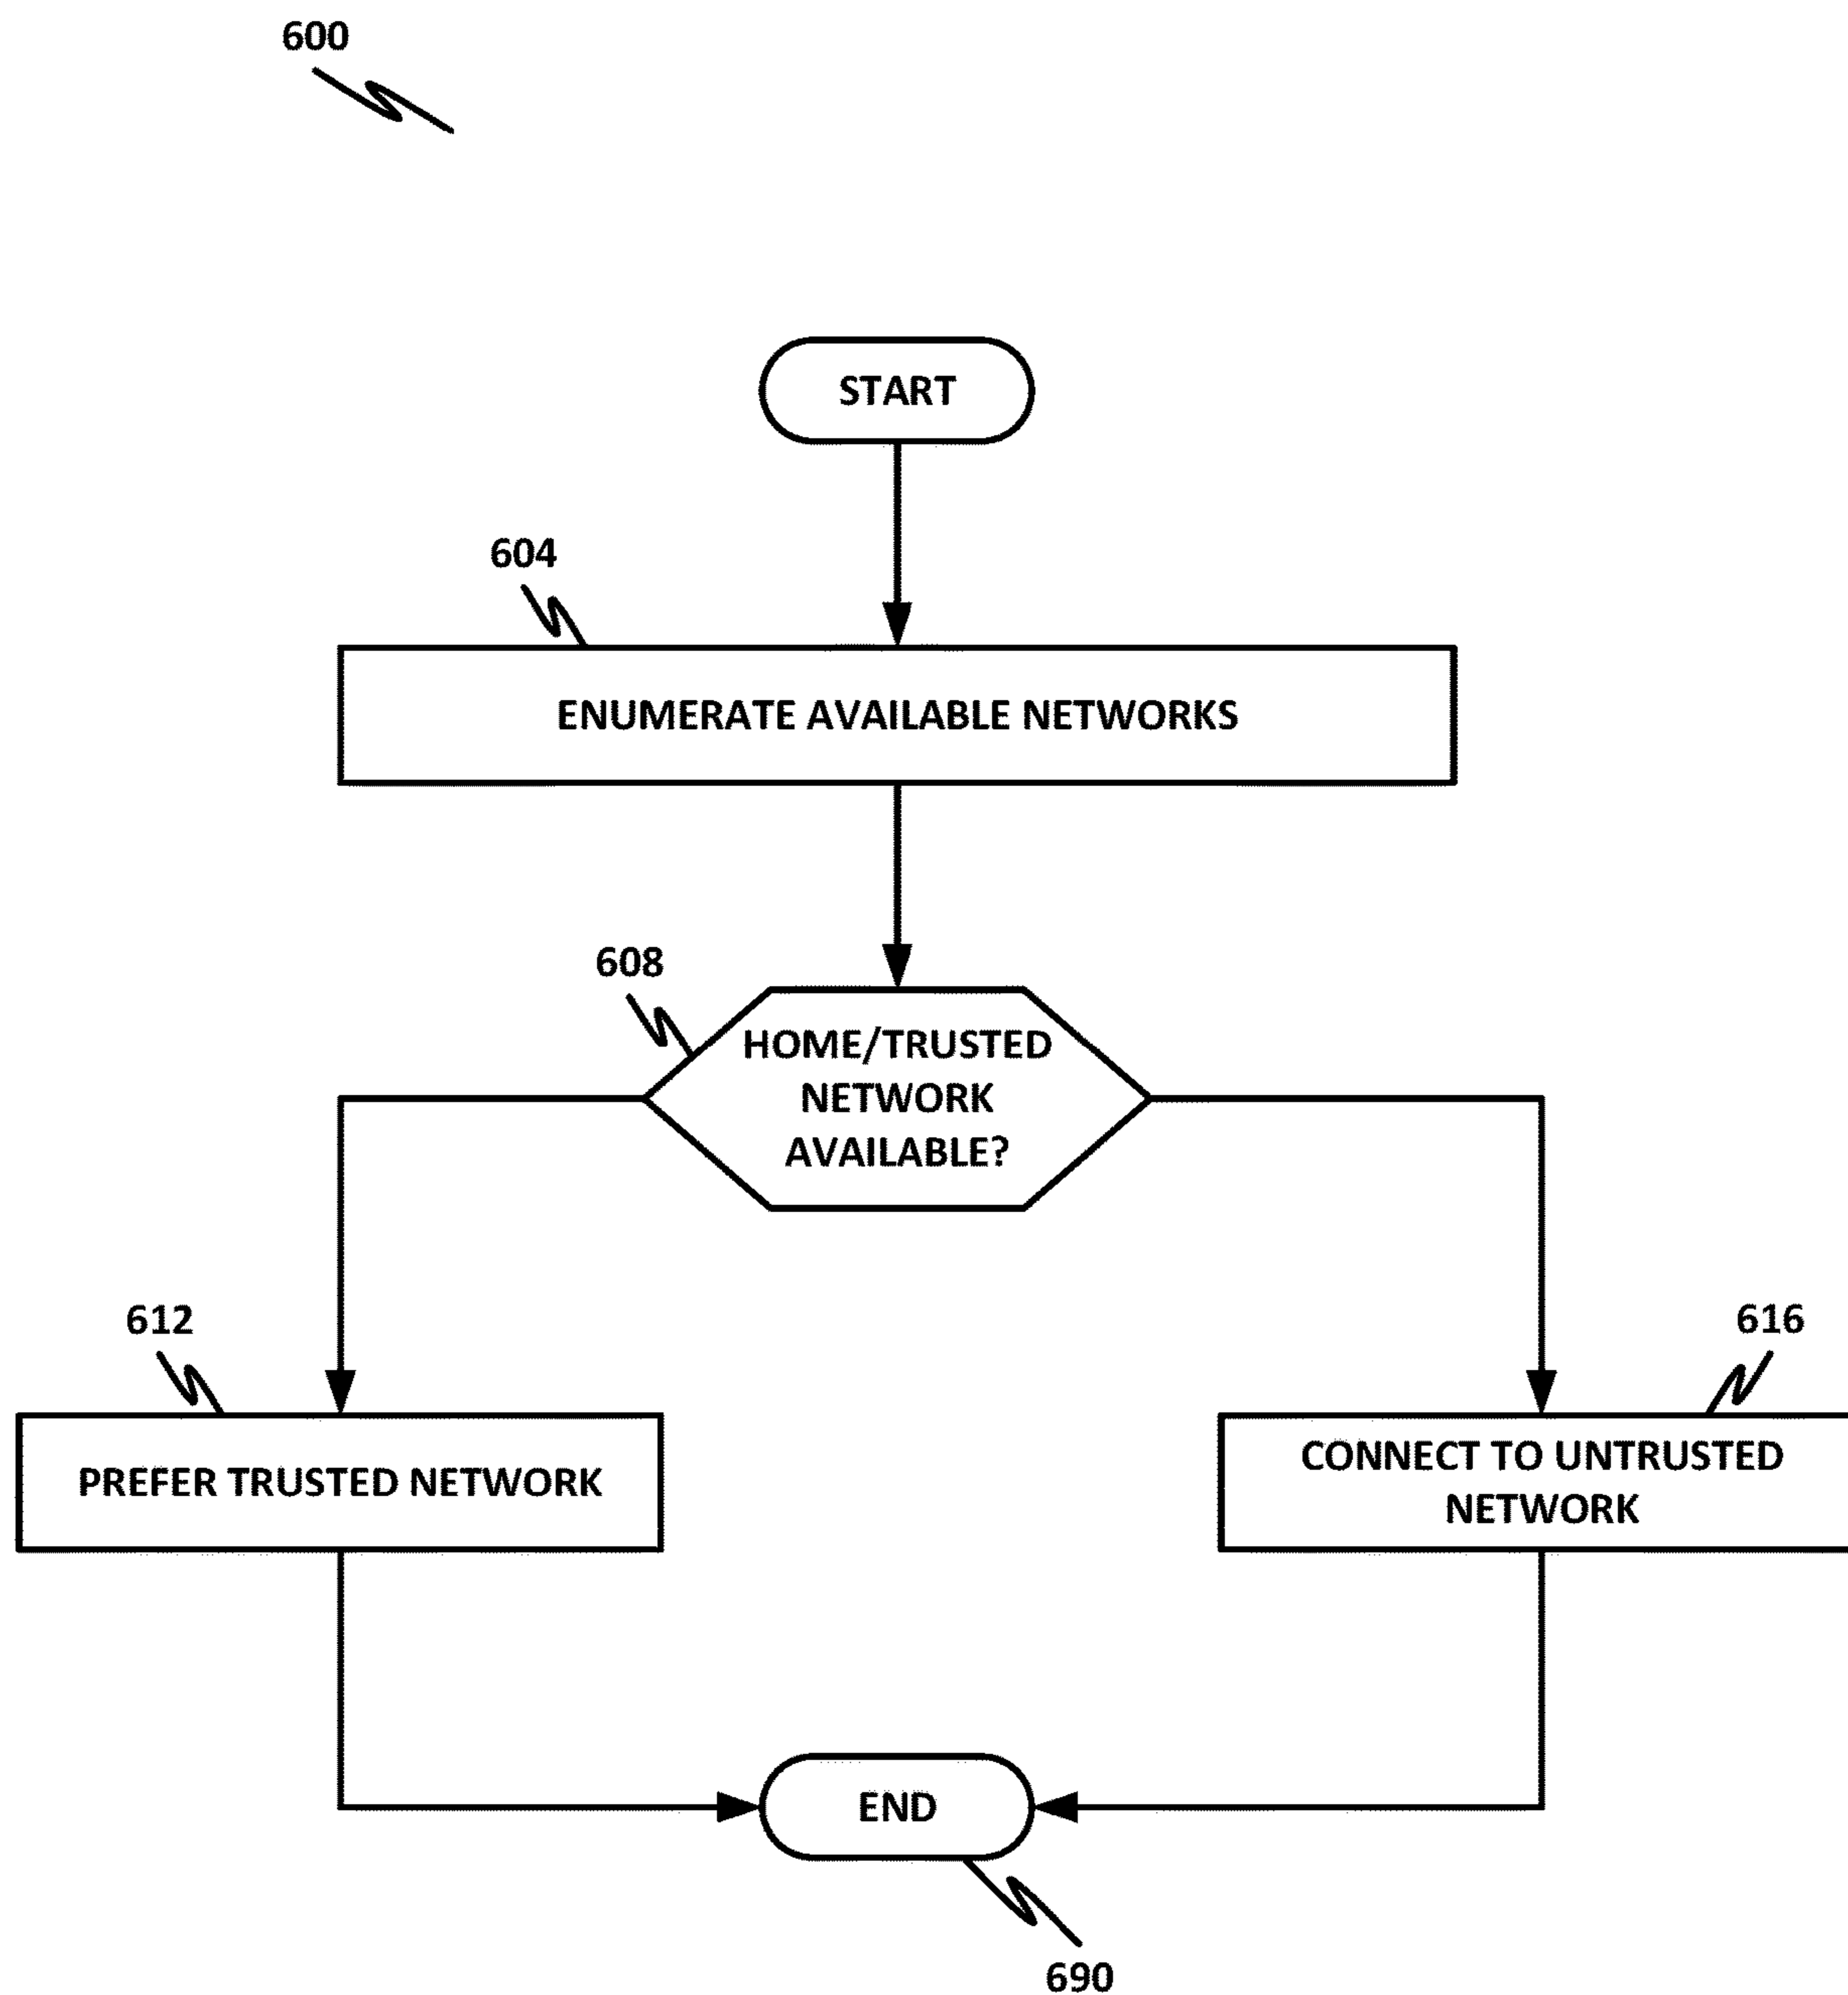 600
START
604
ENUMERATE AVAILABLE NETWORKS
608
HOME/TRUSTED
NETWORK
AVAILABLE?
612
616
PREFER TRUSTED NETWORK
CONNECT TO UNTRUSTED
NETWORK
END
690